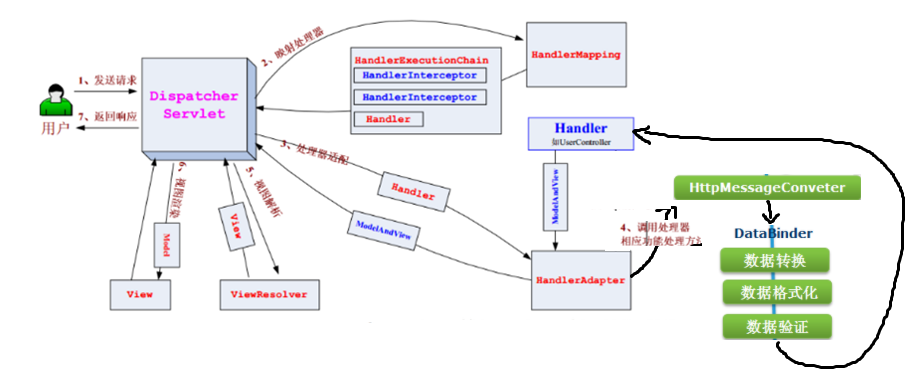 1、发送请求
7、返回响应
用户
Dispatcher
Servlet
2、映射处理器
HandlerExecutionChain
HandlerInterceptor
HandlerInterceptor
Handler
HandlerMapping
3、处理器适配
Handler
ModelAndView
Handler
如UserController
ModelAndView
HandlerAdapter
4、调用处理器
相应功能处理方法
HttpMessageConveter
DataBinder
数据转换
数据格式化
数据验证
5、视图解析
View
ViewResolver
6、视图渲染
Model
View